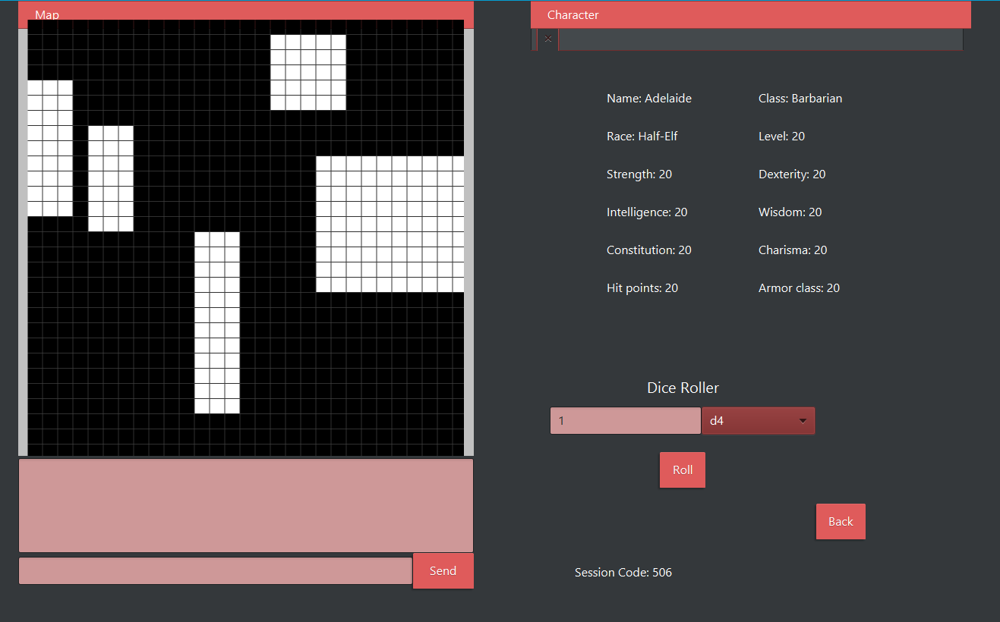 Map
Character
Name: Adelaide
Class: Barbarian
Race: Half-Elf
Level: 20
Strength: 20
Dexterity: 20
Intelligence: 20
Wisdom: 20
Constitution: 20
Charisma: 20
Hit points: 20
Armor class: 20
Dice Roller
1
d4
Roll
Back
Send
Session Code: 506